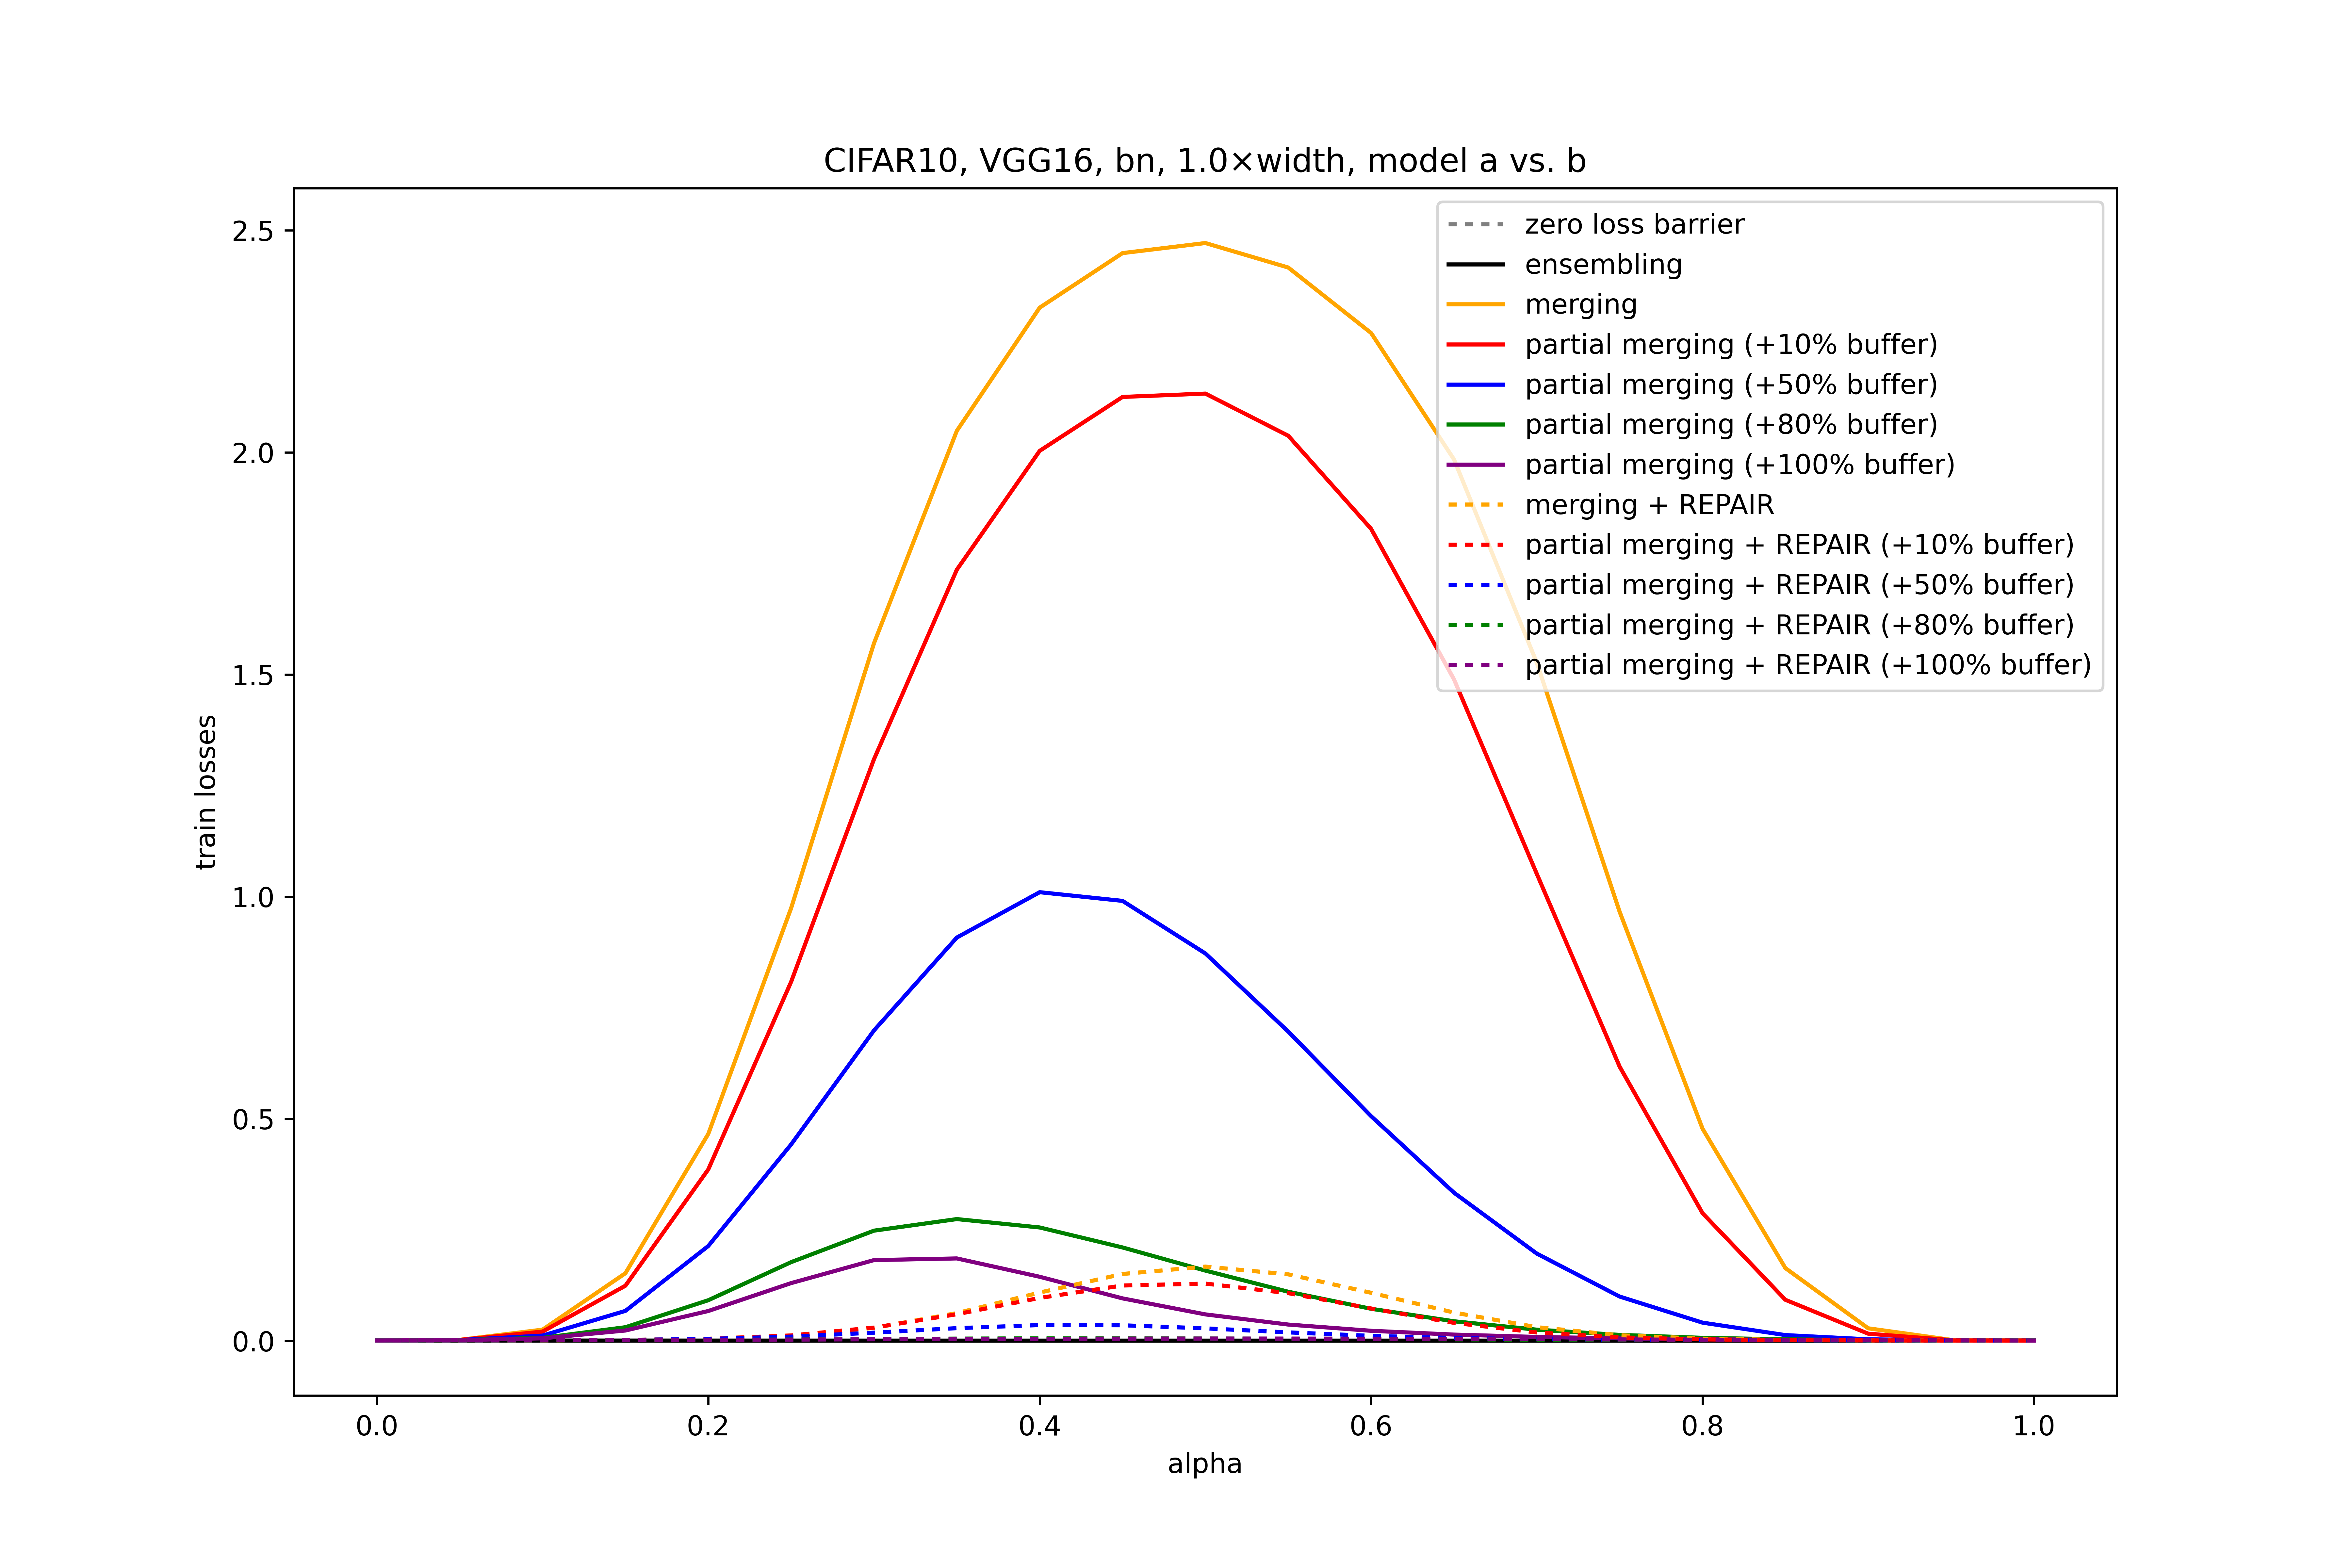 CIFAR10, VGG16, bn, 1.0×width, model a vs. b
zero loss barrier
ensembling
merging
partial merging (+10% buffer)
partial merging (+50% buffer)
partial merging (+80% buffer)
partial merging (+100% buffer)
merging + REPAIR
partial merging + REPAIR (+10% buffer)
partial merging + REPAIR (+50% buffer)
partial merging + REPAIR (+80% buffer)
partial merging + REPAIR (+100% buffer)
2.5
2.0
1.5
1.0
0.5
0.0
train losses
0.0 0.2 0.4 0.6 0.8 1.0
alpha